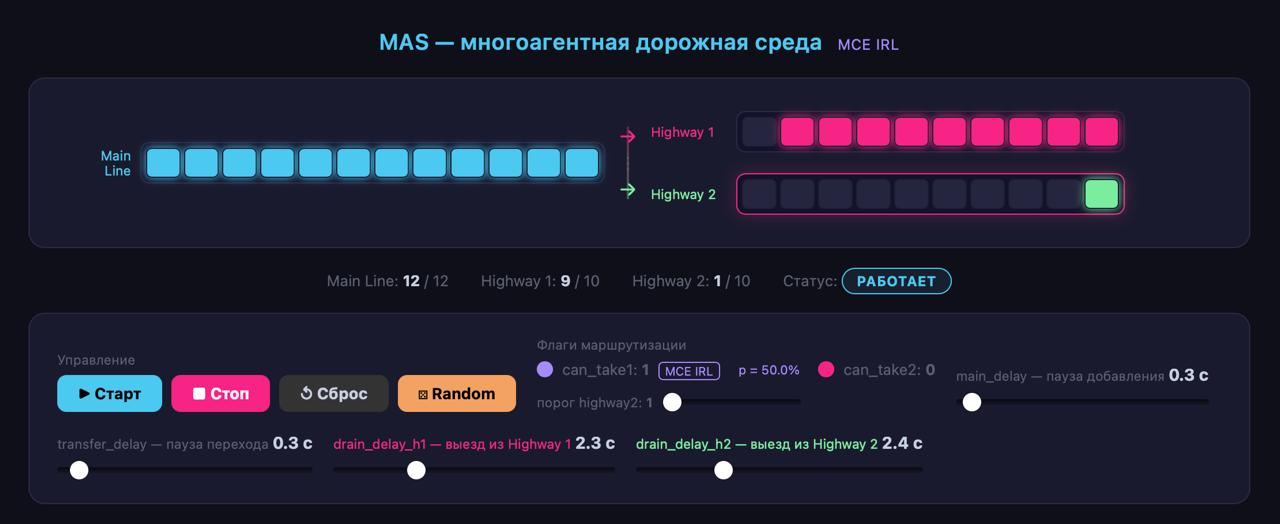 MAS — многоагентная дорожная среда MCE IRL
Main
Line
Highway 1
Highway 2
Main Line: 12 / 12 Highway 1: 9 / 10 Highway 2: 1 / 10 Статус: РАБОТАЕТ
Управление
Старт
Стоп
Сброс
Random
Флаги маршрутизации
can_take1: 1 MCE IRL p = 50.0% can_take2: 0
порог highway2: 1
main_delay — пауза добавления 0.3 с
transfer_delay — пауза перехода 0.3 с
drain_delay_h1 — выезд из Highway 1 2.3 с
drain_delay_h2 — выезд из Highway 2 2.4 с